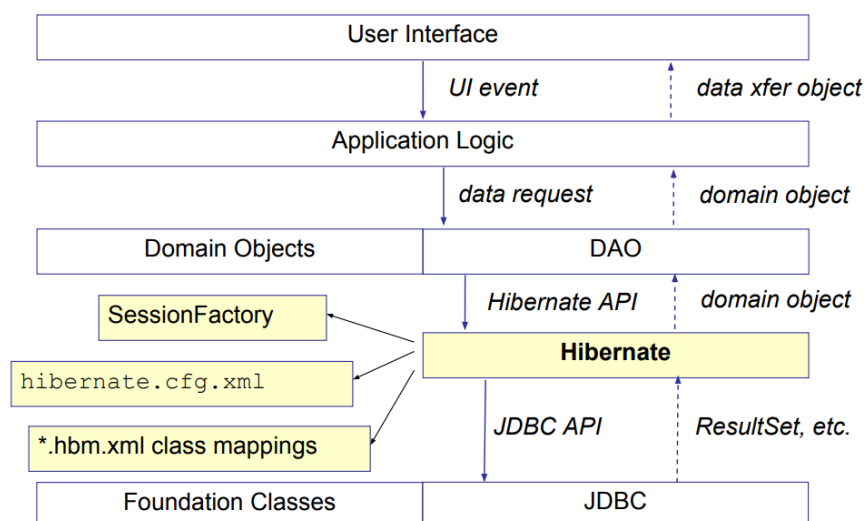 User Interface
UI event
data xfer object
Application Logic
data request
domain object
Domain Objects
DAO
Hibernate API
domain object
SessionFactory
Hibernate
hibernate.cfg.xml
JDBC API
ResultSet, etc.
*.hbm.xml class mappings
Foundation Classes
JDBC